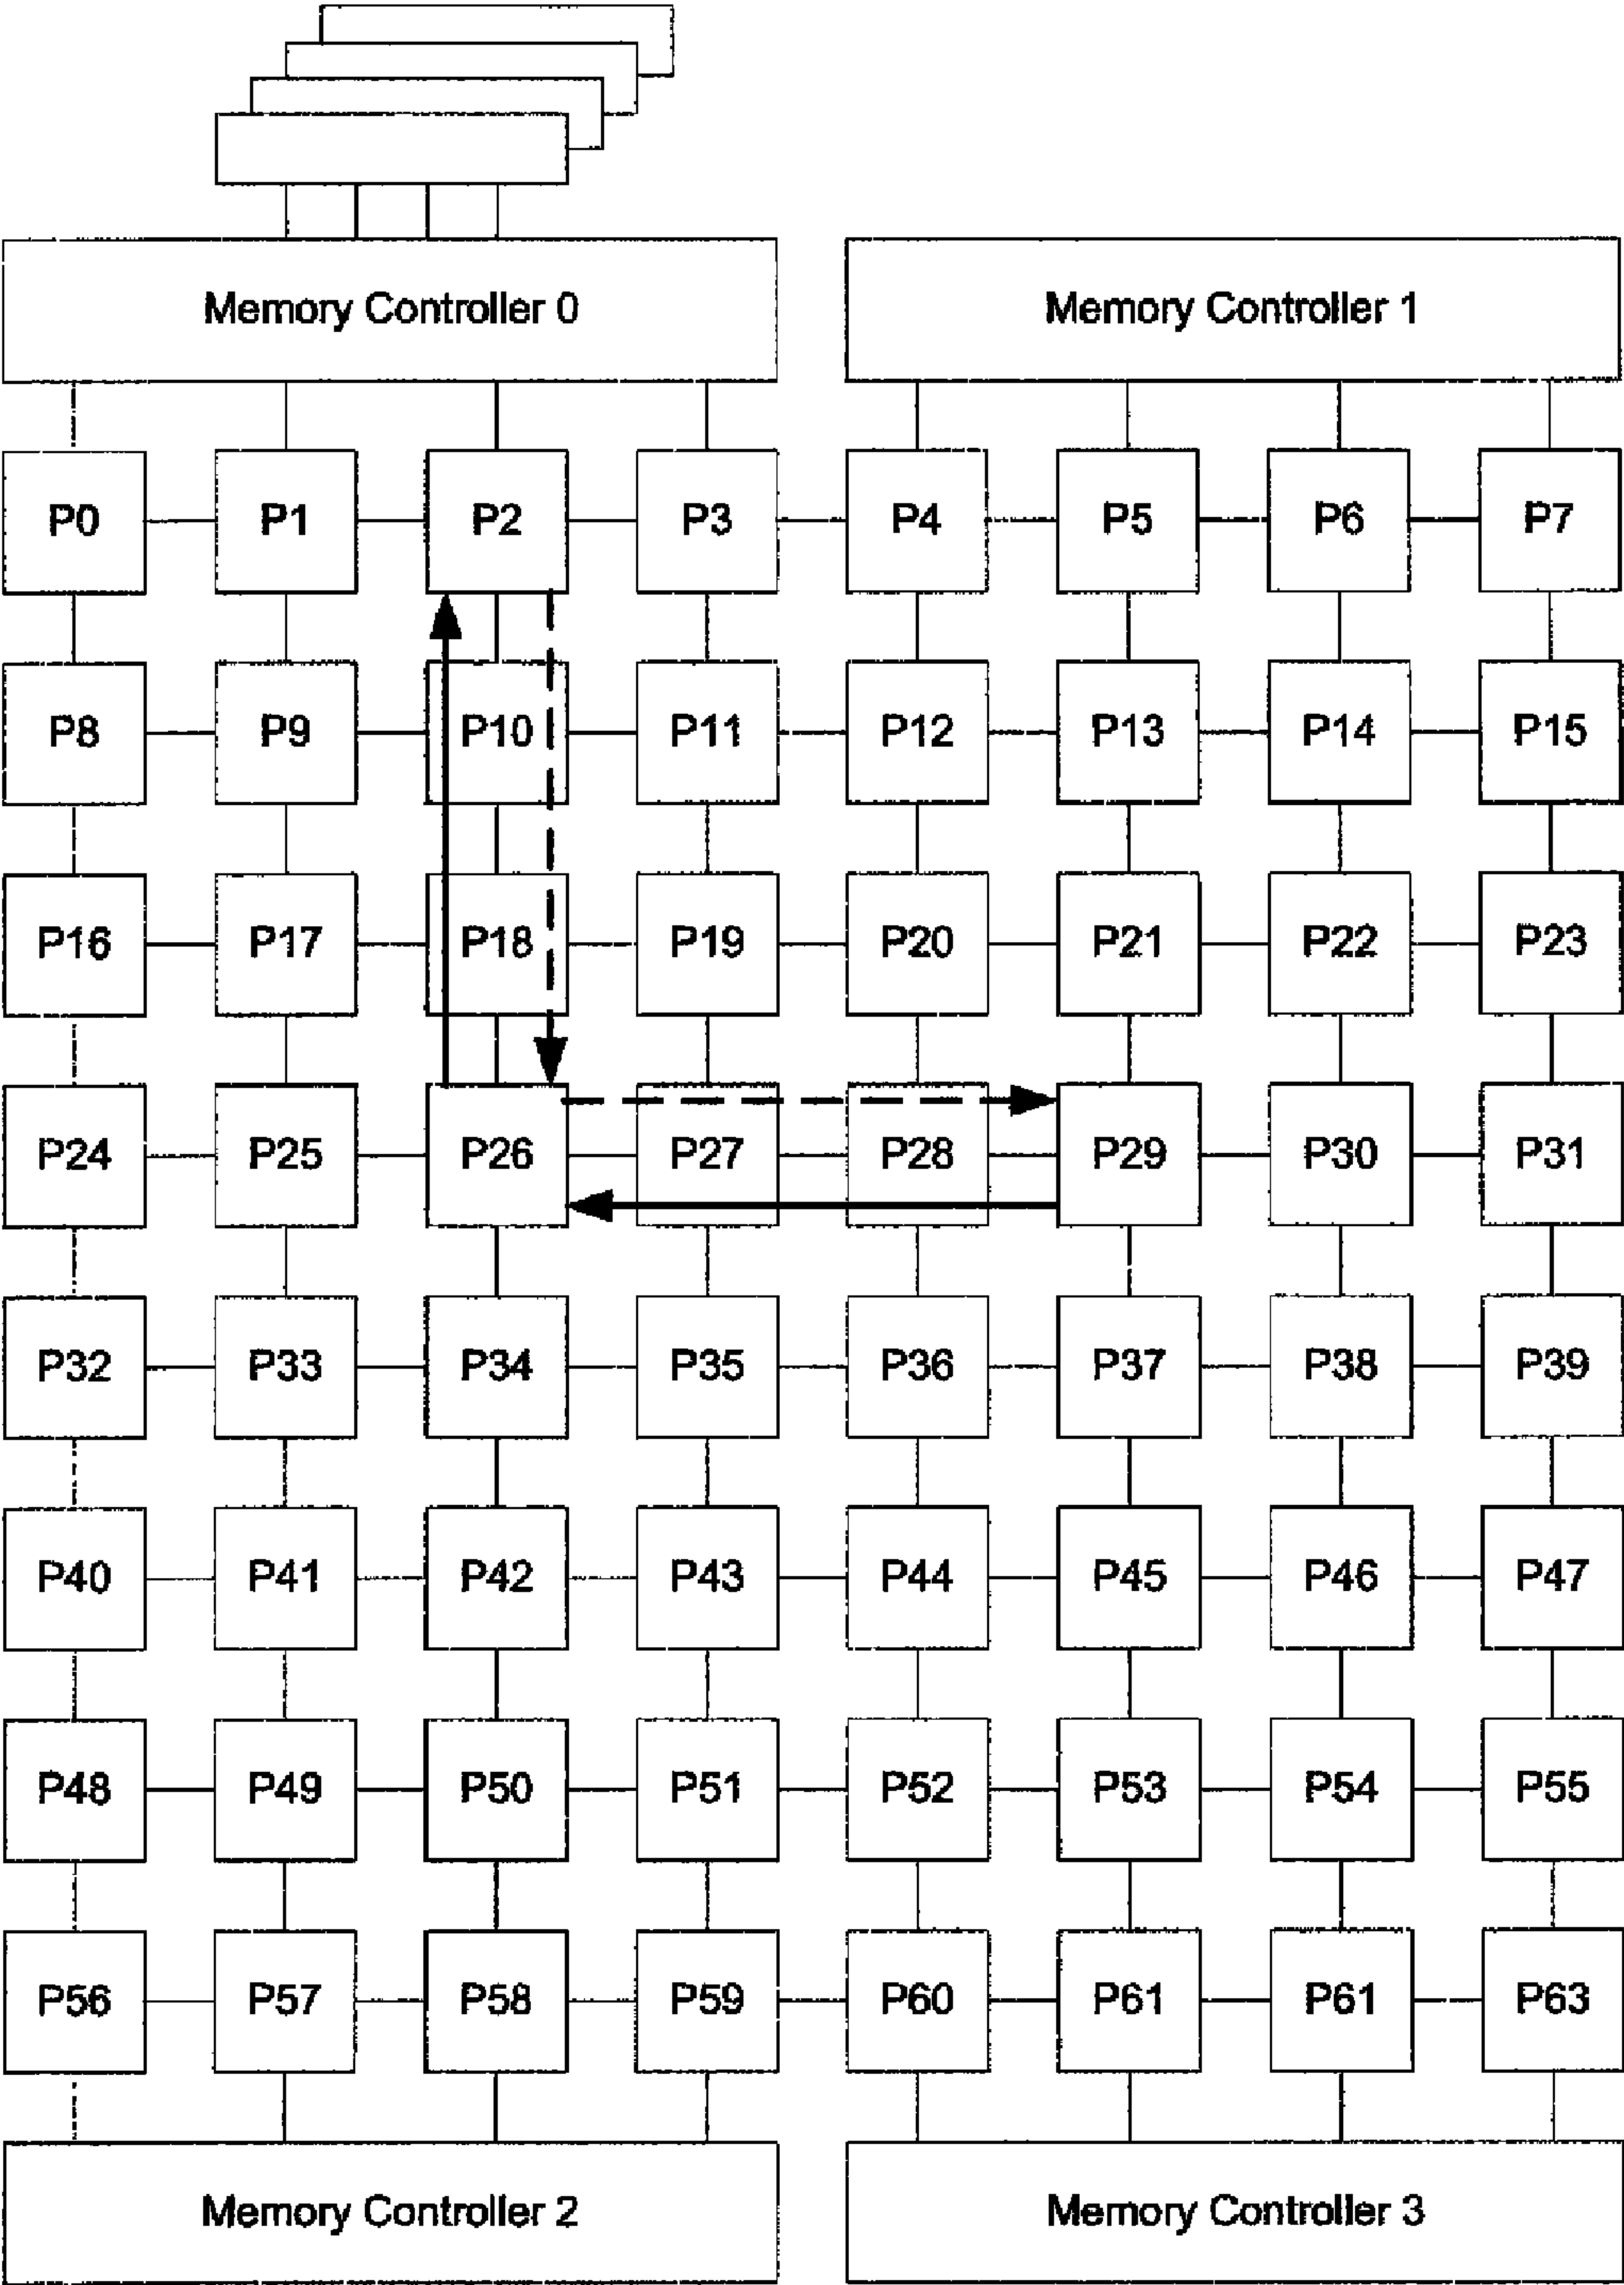 Memory Controller 0 Memory Controller 1
P0 P1 P2 P3 P4 P5 P6 P7
P8 P9 P10 P11 P12 P13 P14 P15
P16 P17 P18 P19 P20 P21 P22 P23
P24 P25 P26 P27 P28 P29 P30 P31
P32 P33 P34 P35 P36 P37 P38 P39
P40 P41 P42 P43 P44 P45 P46 P47
P48 P49 P50 P51 P52 P53 P54 P55
P56 P57 P58 P59 P60 P61 P61 P63
Memory Controller 2 Memory Controller 3